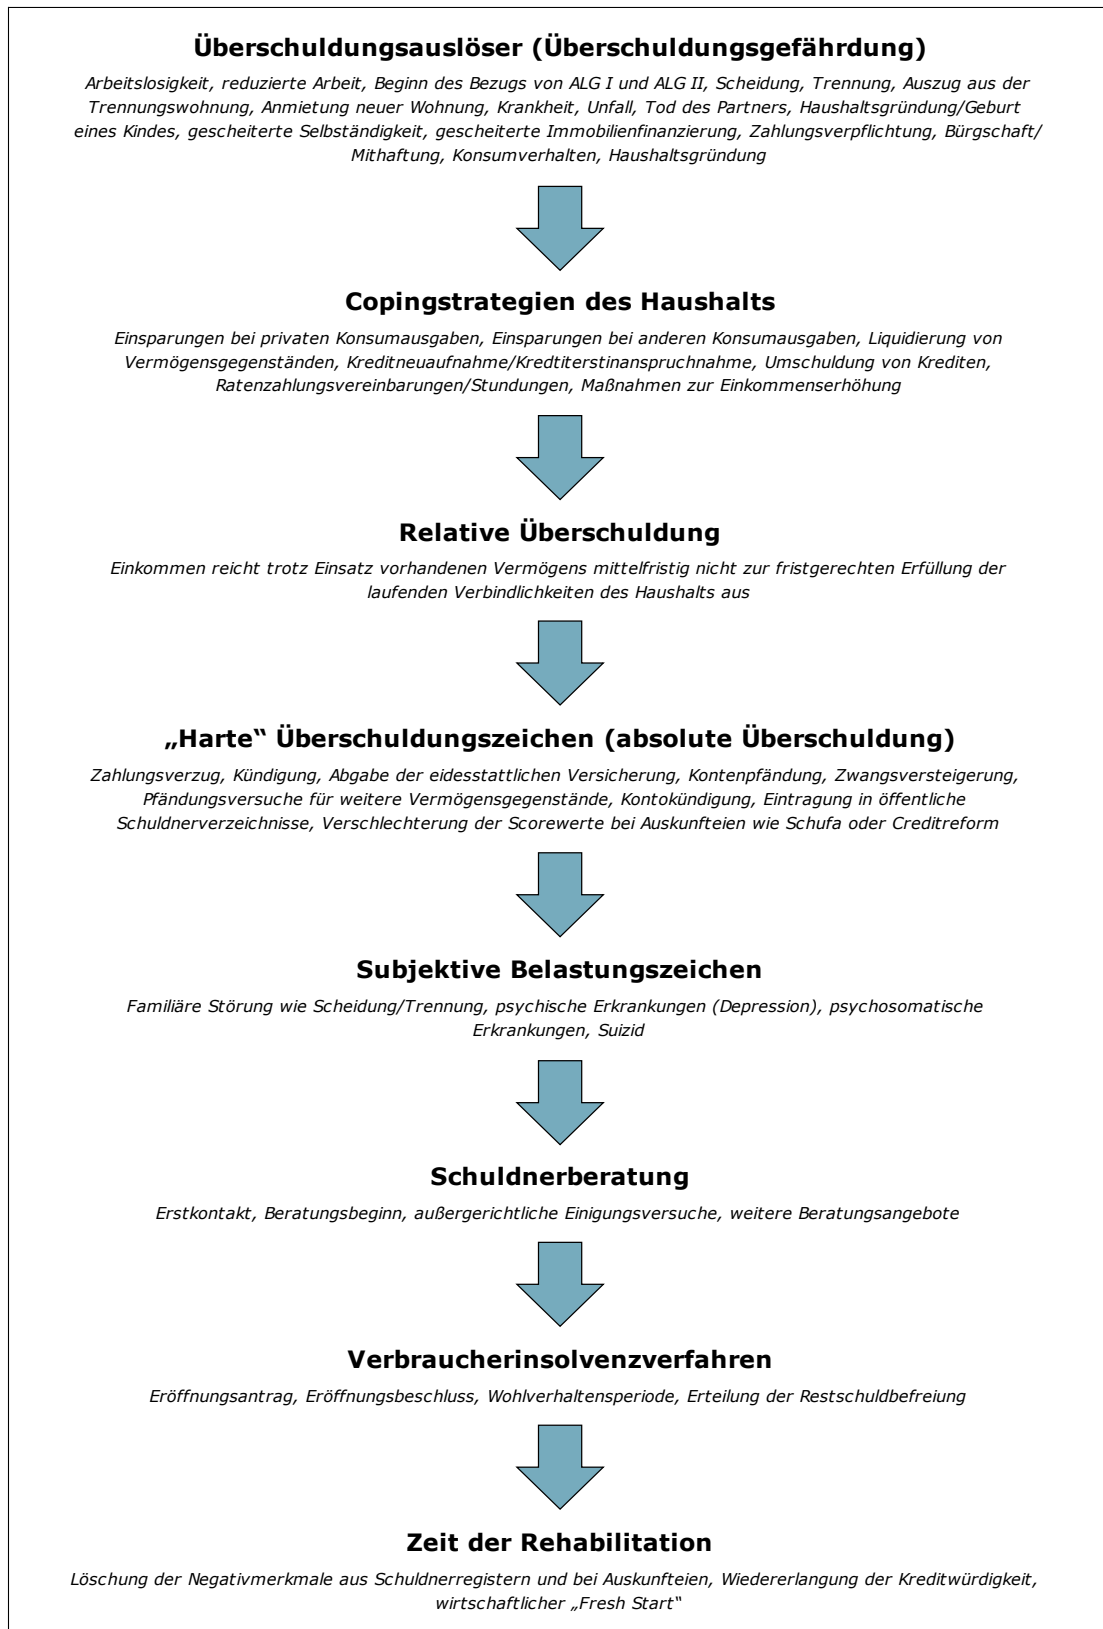 Überschuldungsauslöser (Überschuldungsgefährdung)
Arbeitslosigkeit, reduzierte Arbeit, Beginn des Bezugs von ALG I und ALG II, Scheidung, Trennung, Auszug aus der
Trennungswohnung, Anmietung neuer Wohnung, Krankheit, Unfall, Tod des Partners, Haushaltsgründung/Geburt
eines Kindes, gescheiterte Selbständigkeit, gescheiterte Immobilienfinanzierung, Zahlungsverpflichtung, Bürgschaft/
Mithaftung, Konsumverhalten, Haushaltsgründung
Copingstrategien des Haushalts
Einsparungen bei privaten Konsumausgaben, Einsparungen bei anderen Konsumausgaben, Liquidierung von
Vermögensgegenständen, Kreditneuaufnahme/Kredtiterstinanspruchnahme, Umschuldung von Krediten,
Ratenzahlungsvereinbarungen/Stundungen, Maßnahmen zur Einkommenserhöhung
Relative Überschuldung
Einkommen reicht trotz Einsatz vorhandenen Vermögens mittelfristig nicht zur fristgerechten Erfüllung der
laufenden Verbindlichkeiten des Haushalts aus
„Harte“ Überschuldungszeichen (absolute Überschuldung)
Zahlungsverzug, Kündigung, Abgabe der eidesstattlichen Versicherung, Kontenpfändung, Zwangsversteigerung,
Pfändungsversuche für weitere Vermögensgegenstände, Kontokündigung, Eintragung in öffentliche
Schuldnerverzeichnisse, Verschlechterung der Scorewerte bei Auskunfteien wie Schufa oder Creditreform
Subjektive Belastungszeichen
Familiäre Störung wie Scheidung/Trennung, psychische Erkrankungen (Depression), psychosomatische
Erkrankungen, Suizid
Schuldnerberatung
Erstkontakt, Beratungsbeginn, außergerichtliche Einigungsversuche, weitere Beratungsangebote
Verbraucherinsolvenzverfahren
Eröffnungsantrag, Eröffnungsbeschluss, Wohlverhaltensperiode, Erteilung der Restschuldbefreiung
Zeit der Rehabilitation
Löschung der Negativmerkmale aus Schuldnerregistern und bei Auskunfteien, Wiedererlangung der Kreditwürdigkeit,
wirtschaftlicher „Fresh Start“